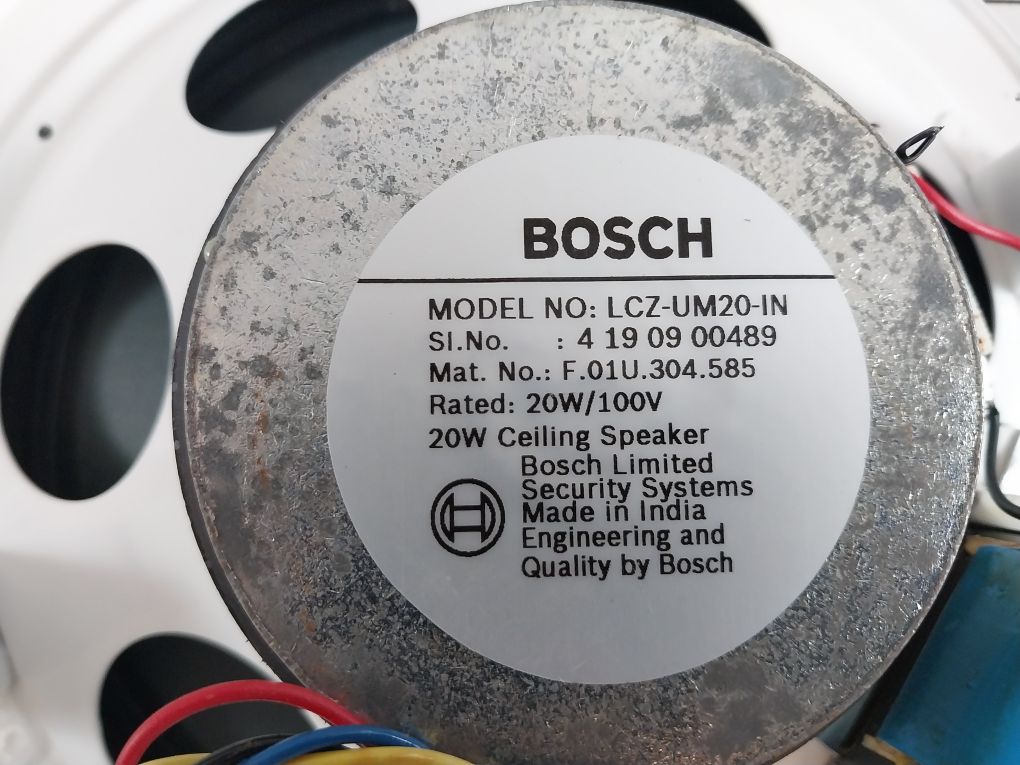 BOSCH
MODEL NO: LCZ-UM20-IN
SI.No. : 4 19 09 00489
Mat. No.: F.01U.304.585
Rated: 20W/100V
20W Ceiling Speaker
Bosch Limited
Security Systems
Made in India
Engineering and
Quality by Bosch